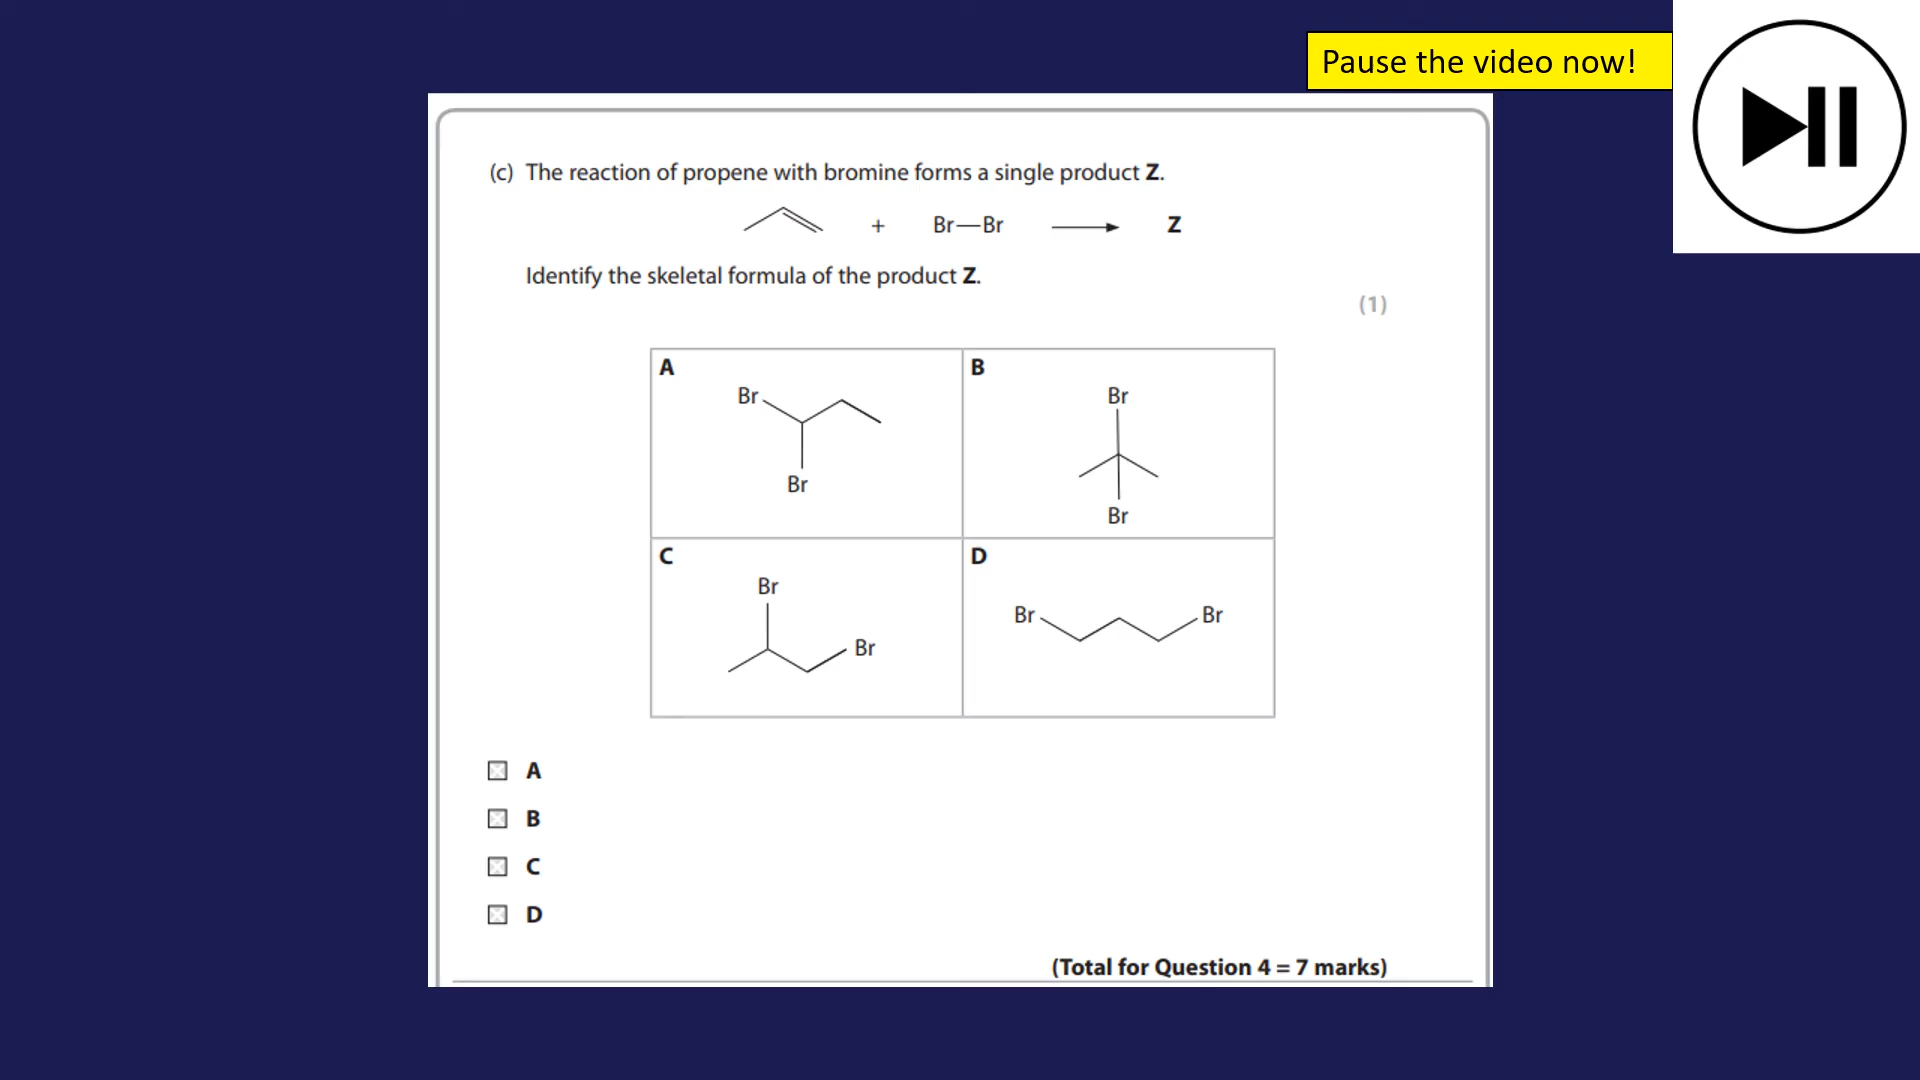 Pause the video now!
(c) The reaction of propene with bromine forms a single product Z.
+ Br—Br Z
Identify the skeletal formula of the product Z.
(1)
A
Br
Br
B
Br
Br
C
Br
Br
D
Br Br
A
B
C
D
(Total for Question 4 = 7 marks)